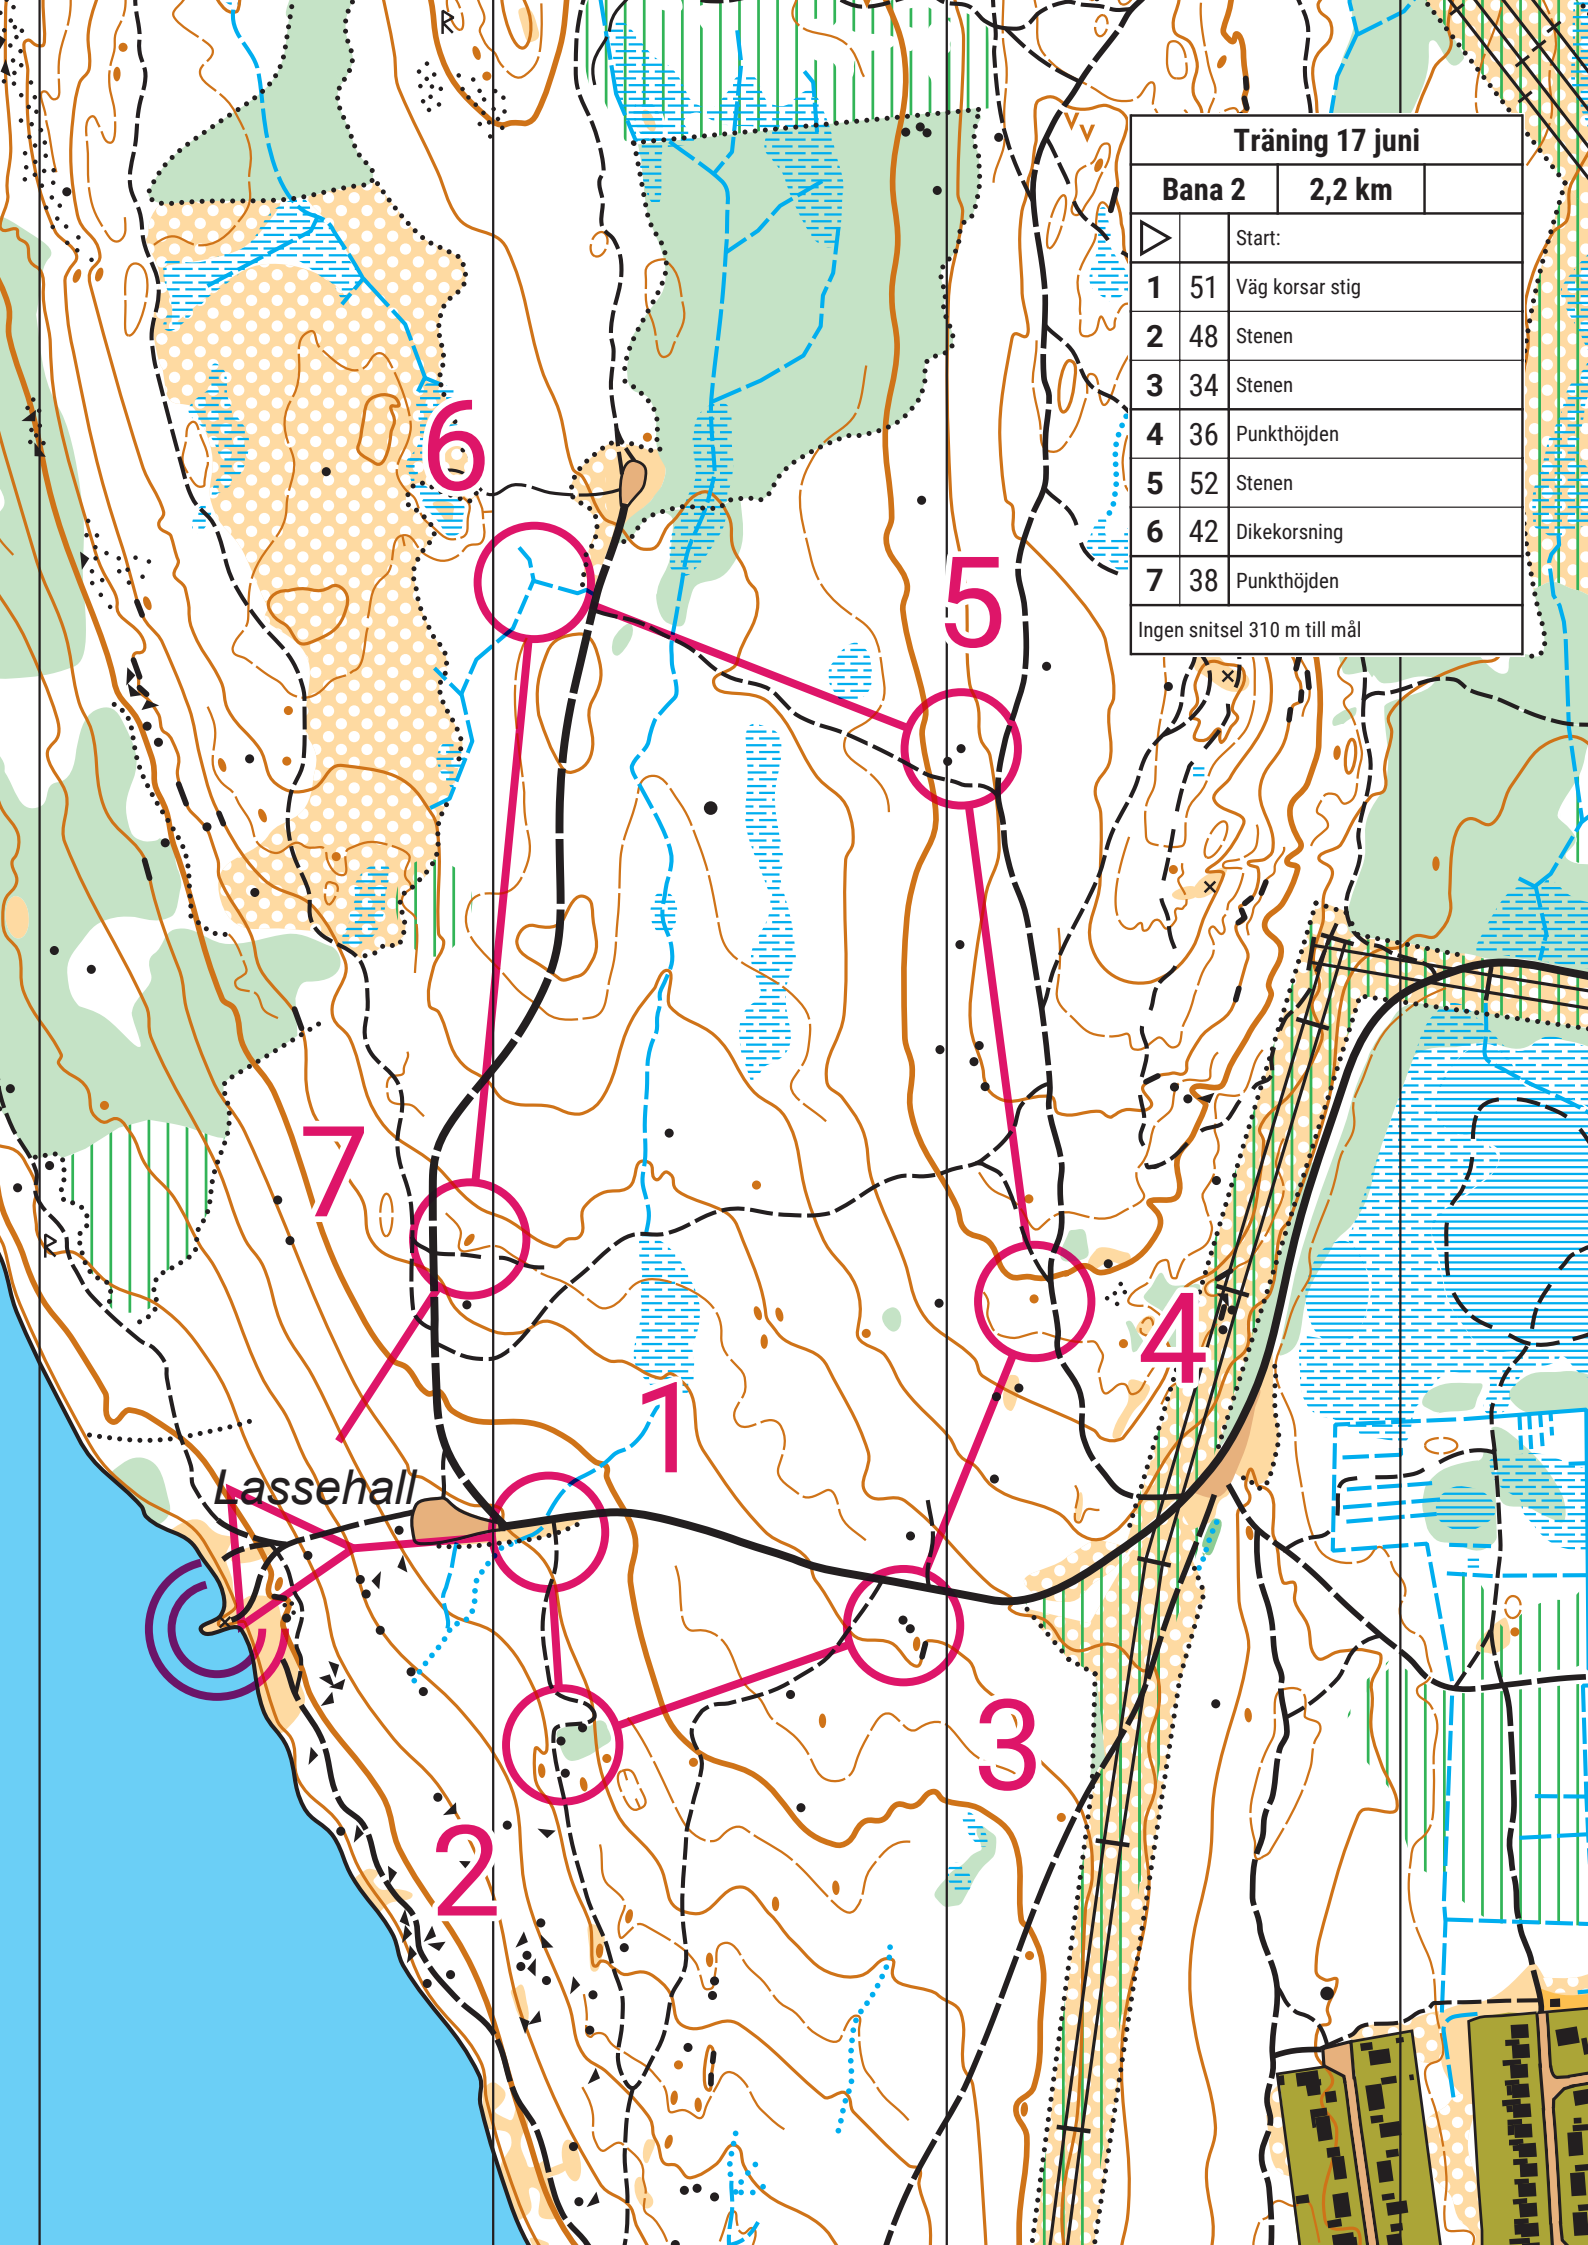 Träning 17 juni
Bana 2 2,2 km
Start:
1 51 Väg korsar stig
2 48 Stenen
3 34 Stenen
4 36 Punkthöjden
5 52 Stenen
6 42 Dikekorsning
7 38 Punkthöjden
Ingen snitsel 310 m till mål
6
5
7
4
1
Lassehall
3
2